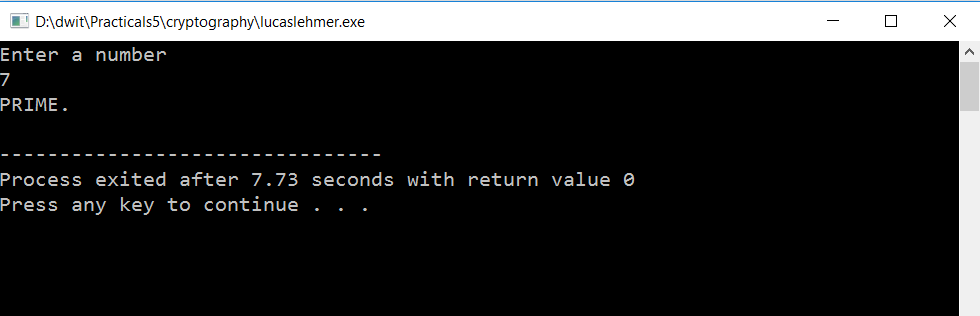 D:\dwit\Practicals5\cryptography\lucaslehmer.exe
Enter a number
7
PRIME.
--------------------------------
Process exited after 7.73 seconds with return value 0
Press any key to continue . . .